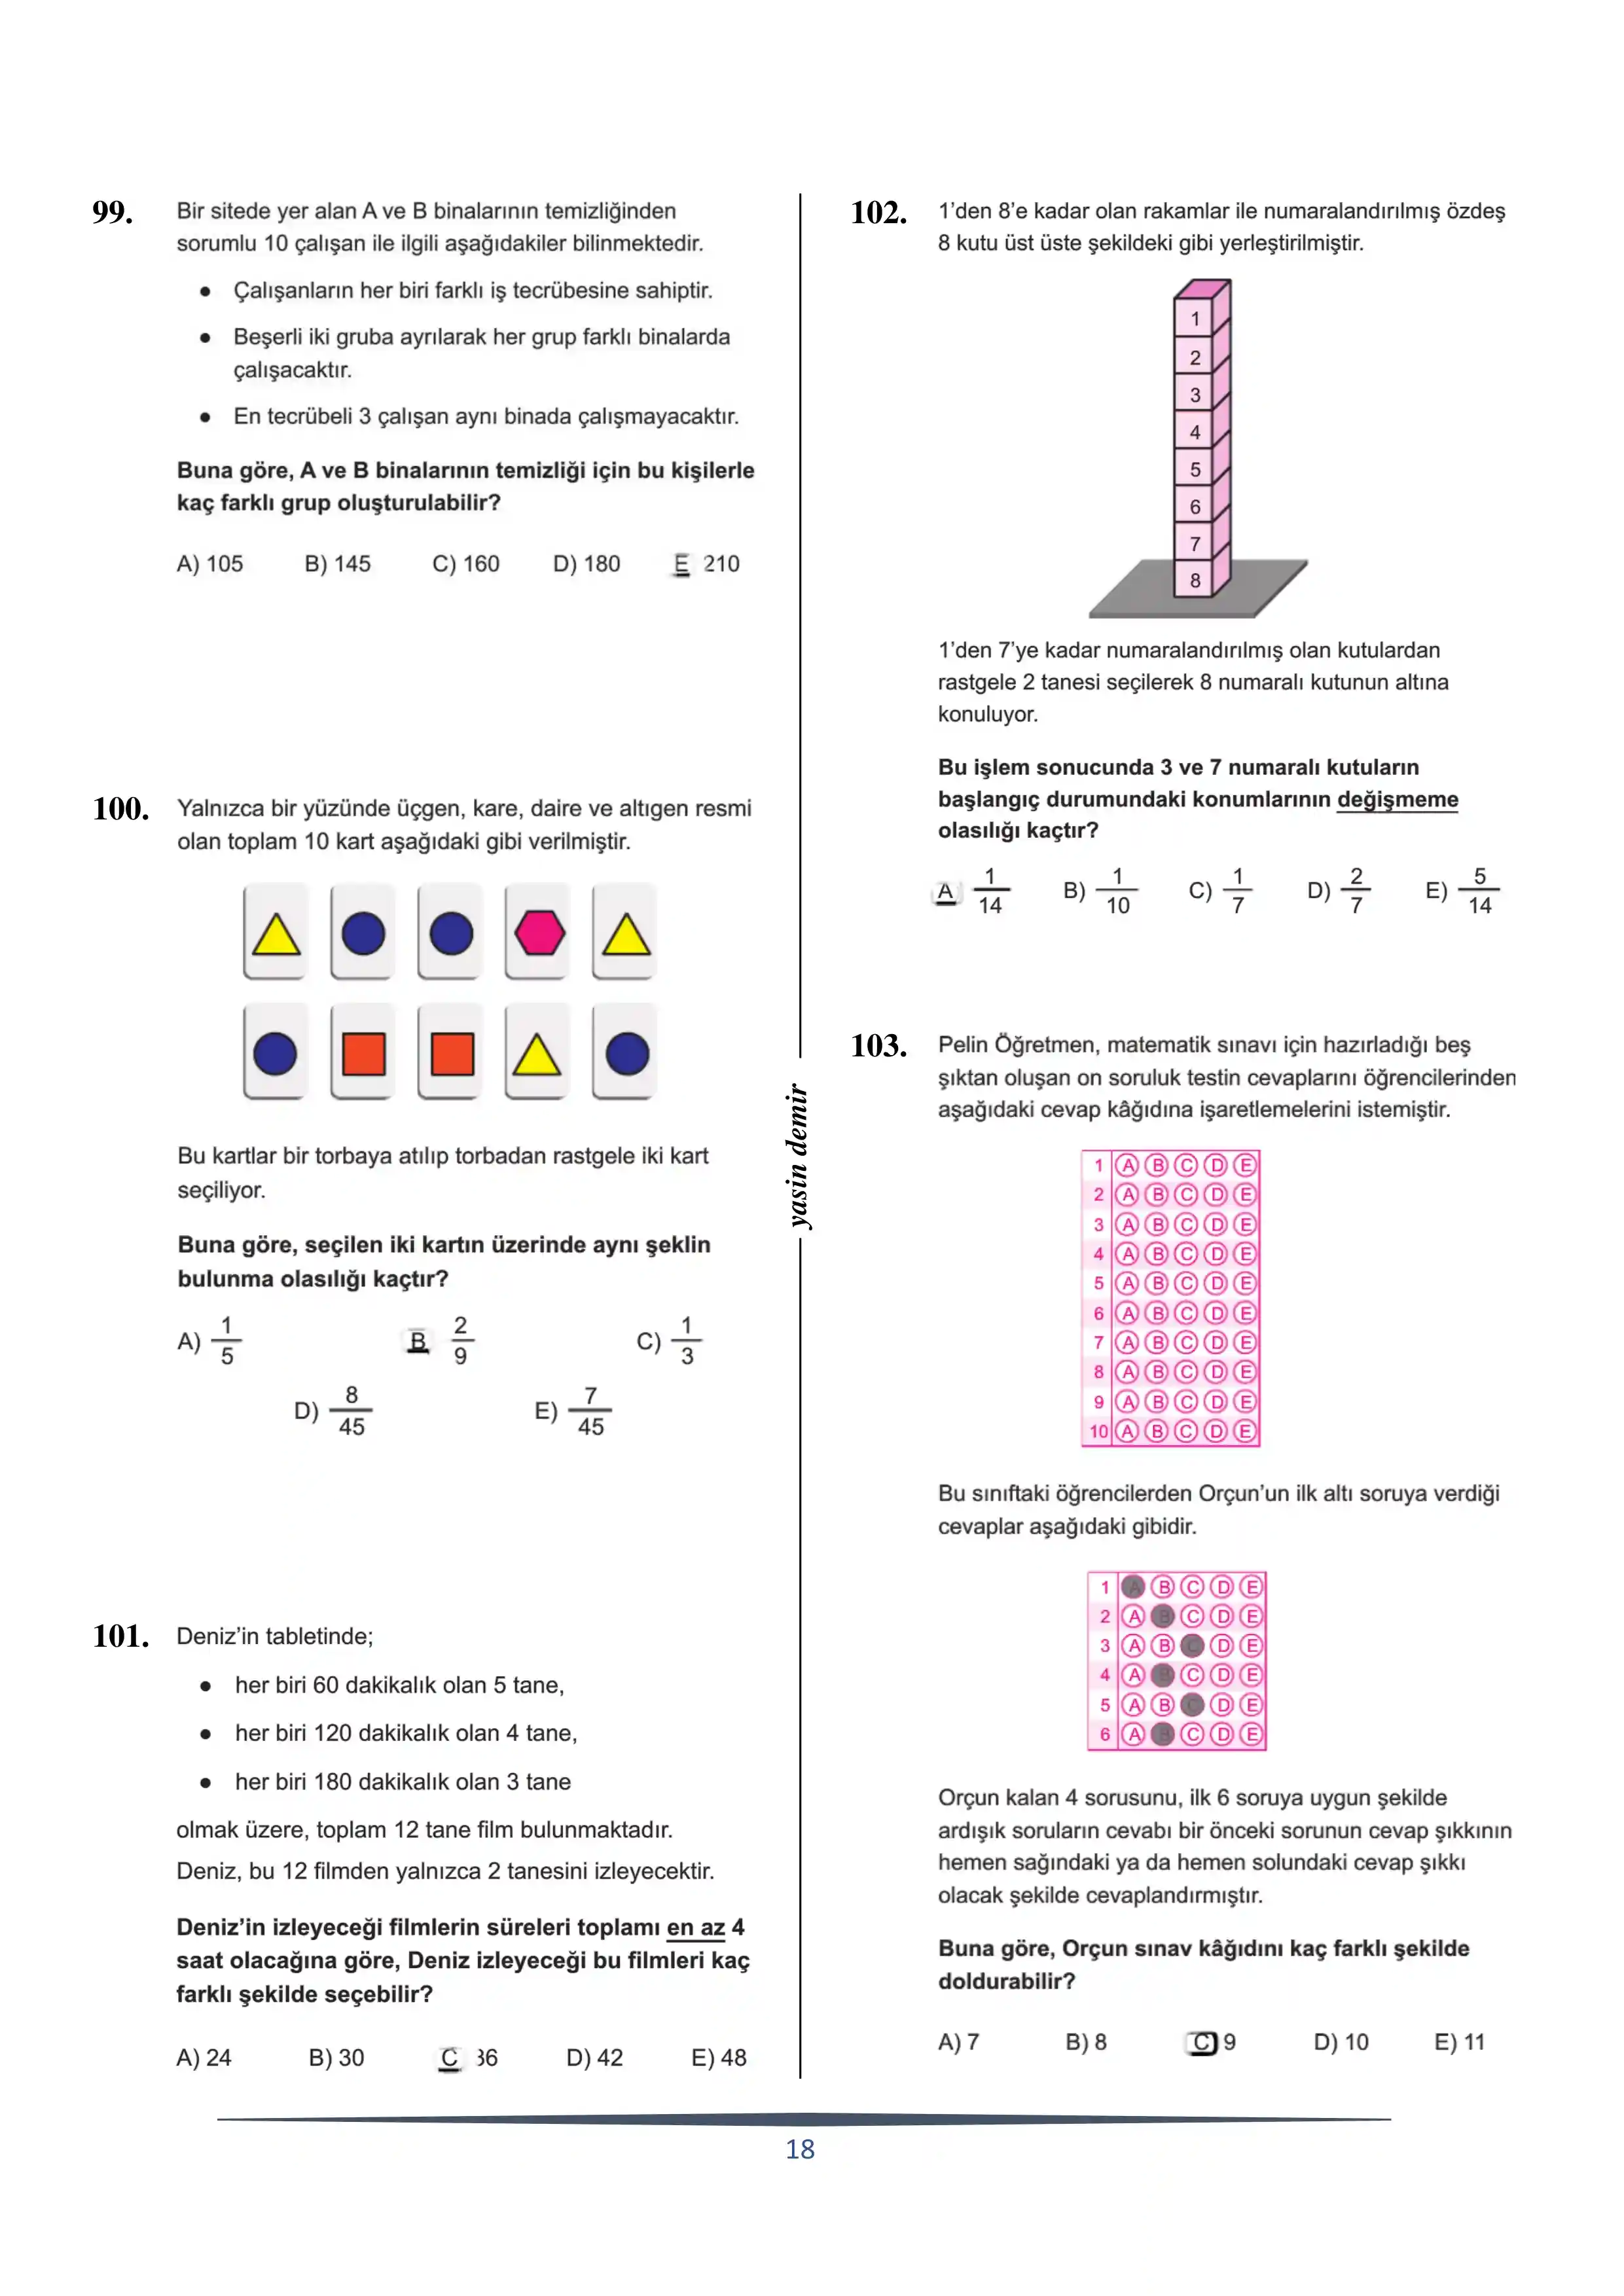 99.
Bir sitede yer alan A ve B binalarının temizliğinden
sorumlu 10 çalışan ile ilgili aşağıdakiler bilinmektedir.
● Çalışanların her biri farklı iş tecrübesine sahiptir.
● Beşerli iki gruba ayrılarak her grup farklı binalarda
çalışacaktır.
● En tecrübeli 3 çalışan aynı binada çalışmayacaktır.
Buna göre, A ve B binalarının temizliği için bu kişilerle
kaç farklı grup oluşturulabilir?
A) 105 B) 145 C) 160 D) 180 E 210
100.
Yalnızca bir yüzünde üçgen, kare, daire ve altıgen resmi
olan toplam 10 kart aşağıdaki gibi verilmiştir.
Bu kartlar bir torbaya atılıp torbadan rastgele iki kart
seçiliyor.
Buna göre, seçilen iki kartın üzerinde aynı şeklin
bulunma olasılığı kaçtır?
A) 1/5 B 2/9 C) 1/3
D) 8/45 E) 7/45
101.
Deniz'in tabletinde;
● her biri 60 dakikalık olan 5 tane,
● her biri 120 dakikalık olan 4 tane,
● her biri 180 dakikalık olan 3 tane
olmak üzere, toplam 12 tane film bulunmaktadır.
Deniz, bu 12 filmden yalnızca 2 tanesini izleyecektir.
Deniz'in izleyeceği filmlerin süreleri toplamı en az 4
saat olacağına göre, Deniz izleyeceği bu filmleri kaç
farklı şekilde seçebilir?
A) 24 B) 30 C 36 D) 42 E) 48
yasin demir
102.
1'den 8'e kadar olan rakamlar ile numaralandırılmış özdeş
8 kutu üst üste şekildeki gibi yerleştirilmiştir.
1
2
3
4
5
6
7
8
1'den 7'ye kadar numaralandırılmış olan kutulardan
rastgele 2 tanesi seçilerek 8 numaralı kutunun altına
konuluyor.
Bu işlem sonucunda 3 ve 7 numaralı kutuların
başlangıç durumundaki konumlarının değişmeme
olasılığı kaçtır?
A 1/14 B) 1/10 C) 1/7 D) 2/7 E) 5/14
103.
Pelin Öğretmen, matematik sınavı için hazırladığı beş
şıktan oluşan on soruluk testin cevaplarını öğrencilerinden
aşağıdaki cevap kâğıdına işaretlemelerini istemiştir.
1 A B C D E
2 A B C D E
3 A B C D E
4 A B C D E
5 A B C D E
6 A B C D E
7 A B C D E
8 A B C D E
9 A B C D E
10 A B C D E
Bu sınıftaki öğrencilerden Orçun'un ilk altı soruya verdiği
cevaplar aşağıdaki gibidir.
1 A B C D E
2 A B C D E
3 A B C D E
4 A B C D E
5 A B C D E
6 A B C D E
Orçun kalan 4 sorusunu, ilk 6 soruya uygun şekilde
ardışık soruların cevabı bir önceki sorunun cevap şıkkının
hemen sağındaki ya da hemen solundaki cevap şıkkı
olacak şekilde cevaplandırmıştır.
Buna göre, Orçun sınav kâğıdını kaç farklı şekilde
doldurabilir?
A) 7 B) 8 C) 9 D) 10 E) 11
18